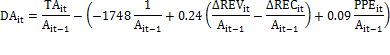 DA_it = TA_it / A_it−1 − (−1748 1 / A_it−1 + 0.24 (ΔREV_it / A_it−1 − ΔREC_it / A_it−1) + 0.09 PPE_it / A_it−1)